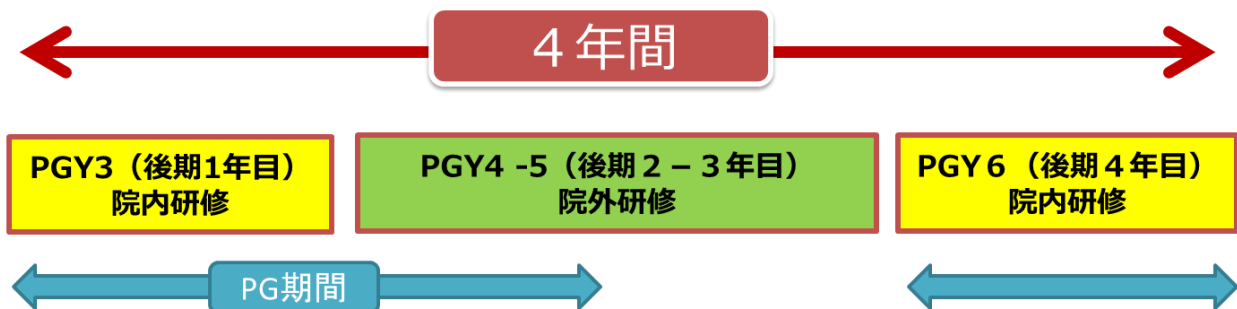 ４年間
PGY3（後期1年目）
院内研修
PGY4 -5（後期２－３年目）
院外研修
PGY６（後期４年目）
院内研修
PG期間